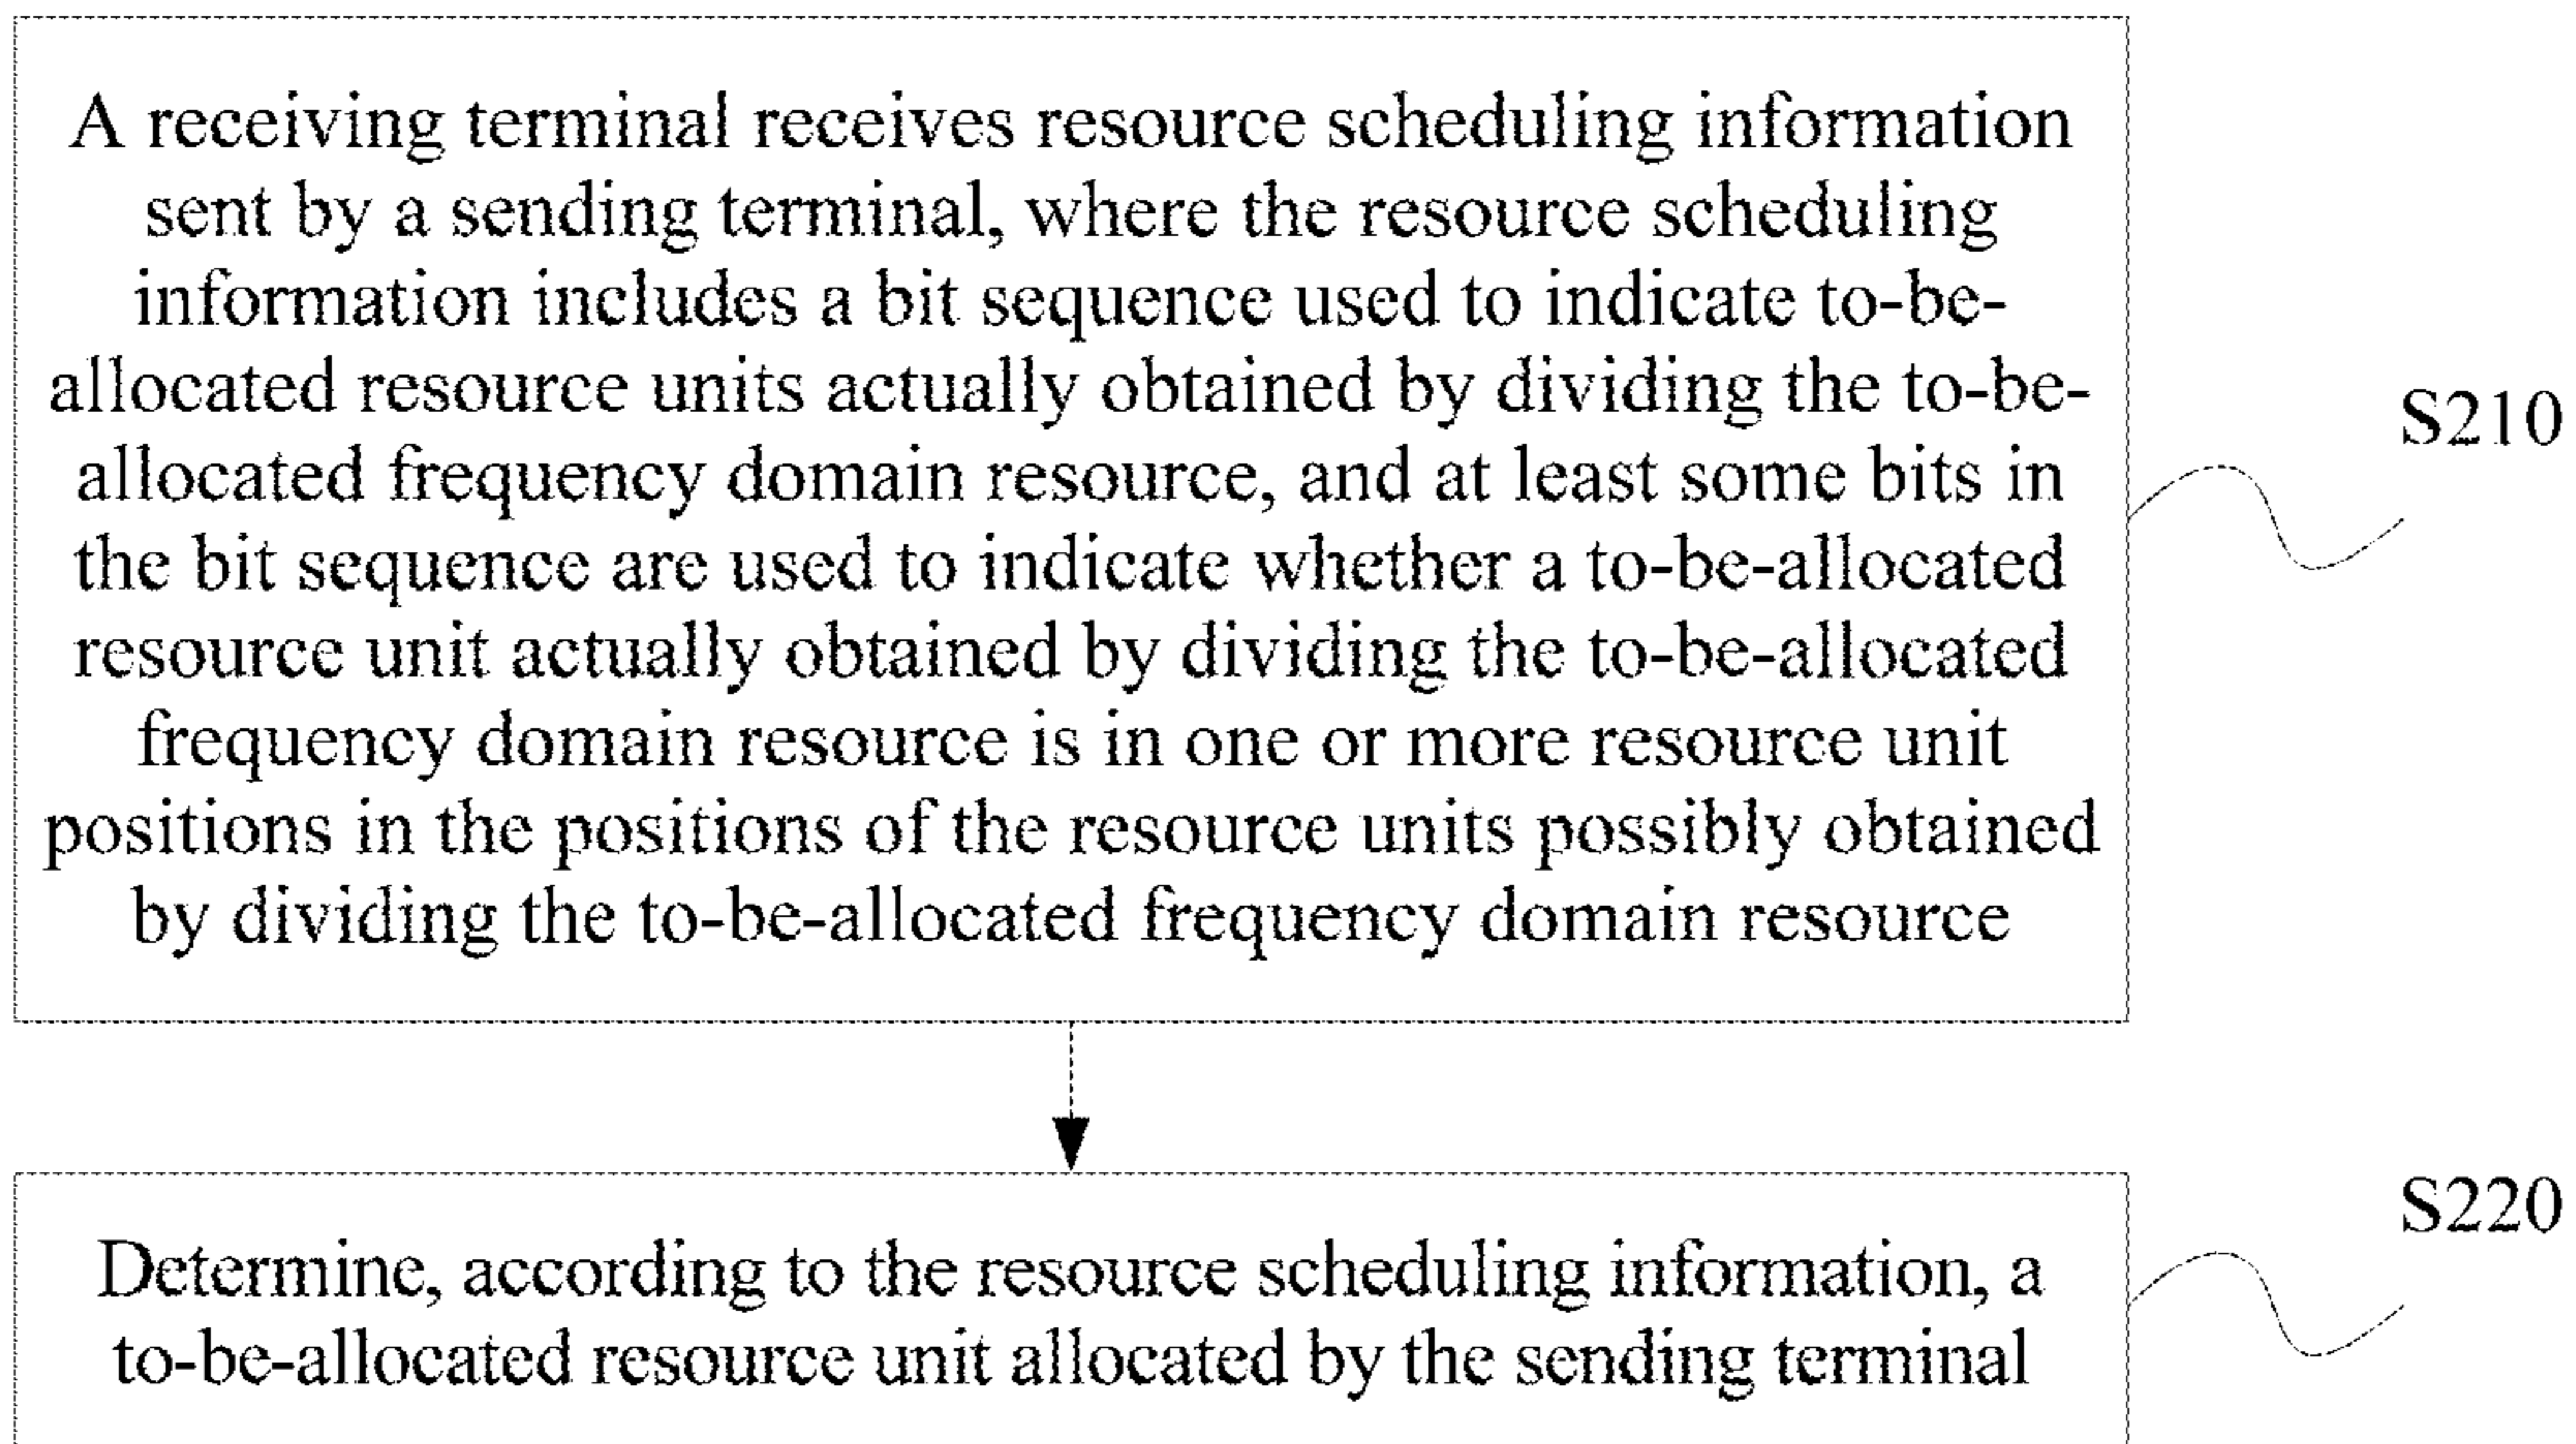 A receiving terminal receives resource scheduling information
sent by a sending terminal, where the resource scheduling
information includes a bit sequence used to indicate to-be-
allocated resource units actually obtained by dividing the to-be-
allocated frequency domain resource, and at least some bits in
the bit sequence are used to indicate whether a to-be-allocated
resource unit actually obtained by dividing the to-be-allocated
frequency domain resource is in one or more resource unit
positions in the positions of the resource units possibly obtained
by dividing the to-be-allocated frequency domain resource
S210
Determine, according to the resource scheduling information, a
to-be-allocated resource unit allocated by the sending terminal
S220